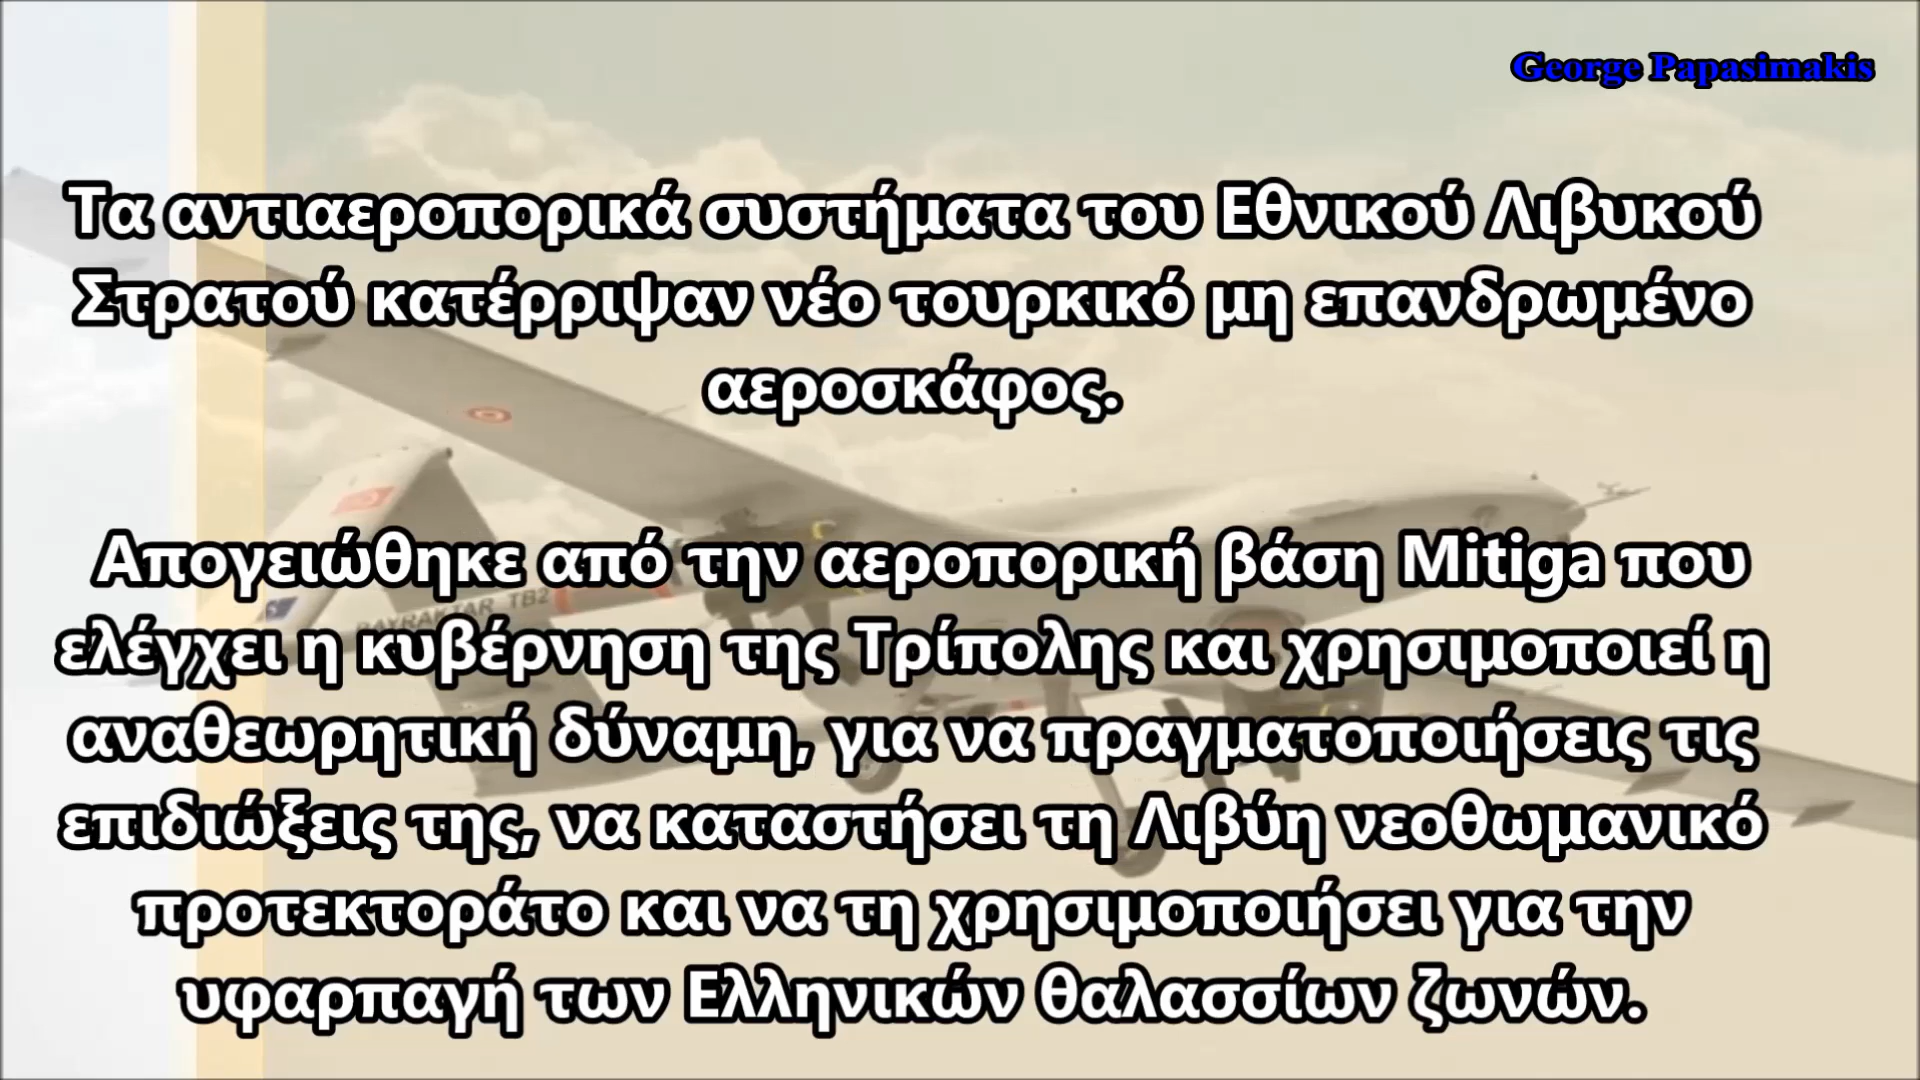 George Papasimakis
Τα αντιαεροπορικά συστήματα του Εθνικού Λιβυκού
Στρατού κατέρριψαν νέο τουρκικό μη επανδρωμένο
αεροσκάφος.
Απογειώθηκε από την αεροπορική βάση Mitiga που
ελέγχει η κυβέρνηση της Τρίπολης και χρησιμοποιεί η
αναθεωρητική δύναμη, για να πραγματοποιήσεις τις
επιδιώξεις της, να καταστήσει τη Λιβύη νεοθωμανικό
προτεκτοράτο και να τη χρησιμοποιήσει για την
υφαρπαγή των Ελληνικών θαλασσίων ζωνών.
BAYRAKTAR TB2